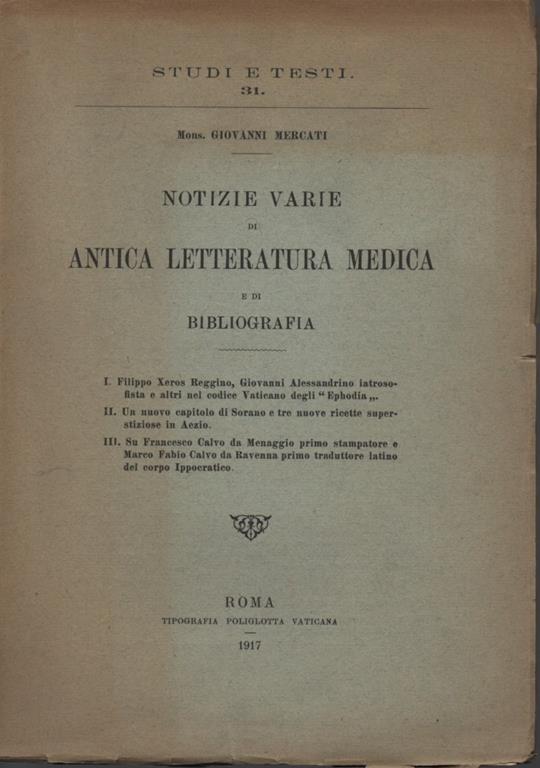 STUDI E TESTI.
31.
Mons. GIOVANNI MERCATI
NOTIZIE VARIE
DI
ANTICA LETTERATURA MEDICA
E DI
BIBLIOGRAFIA
I. Filippo Xeros Reggino, Giovanni Alessandrino iatroso-
fista e altri nel codice Vaticano degli "Ephodia„.
II. Un nuovo capitolo di Sorano e tre nuove ricette super-
stiziose in Aezio.
III. Su Francesco Calvo da Menaggio primo stampatore e
Marco Fabio Calvo da Ravenna primo traduttore latino
del corpo Ippocratico.
ROMA
TIPOGRAFIA POLIGLOTTA VATICANA
1917